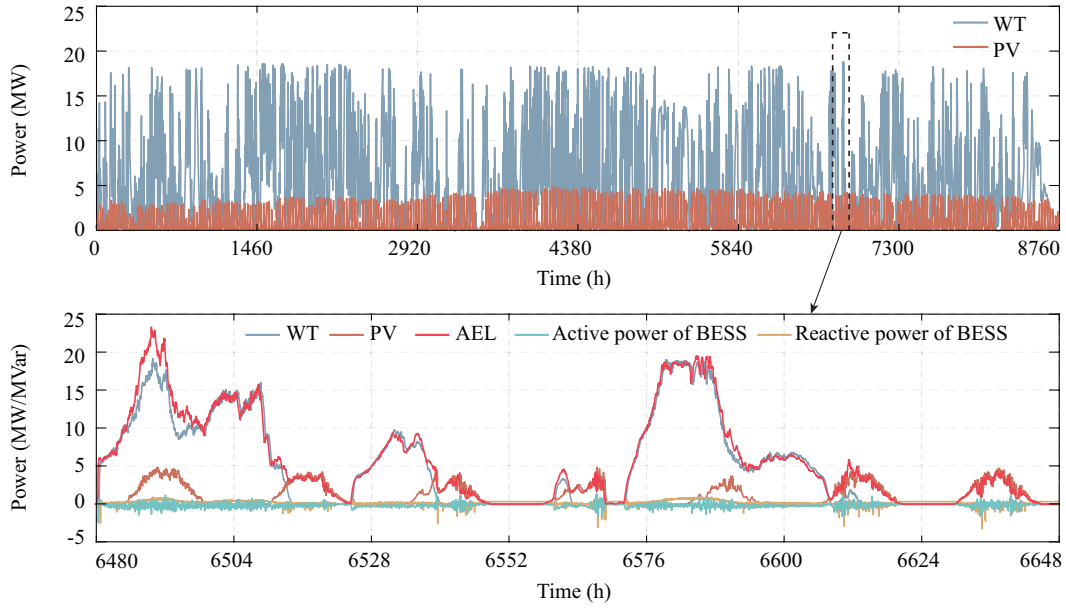 25
20
15
10
5
0
Power (MW)
WT
PV
0 1460 2920 4380 5840 7300 8760
Time (h)
25
20
15
10
5
0
-5
Power (MW/MVar)
WT PV AEL Active power of BESS Reactive power of BESS
6480 6504 6528 6552 6576 6600 6624 6648
Time (h)